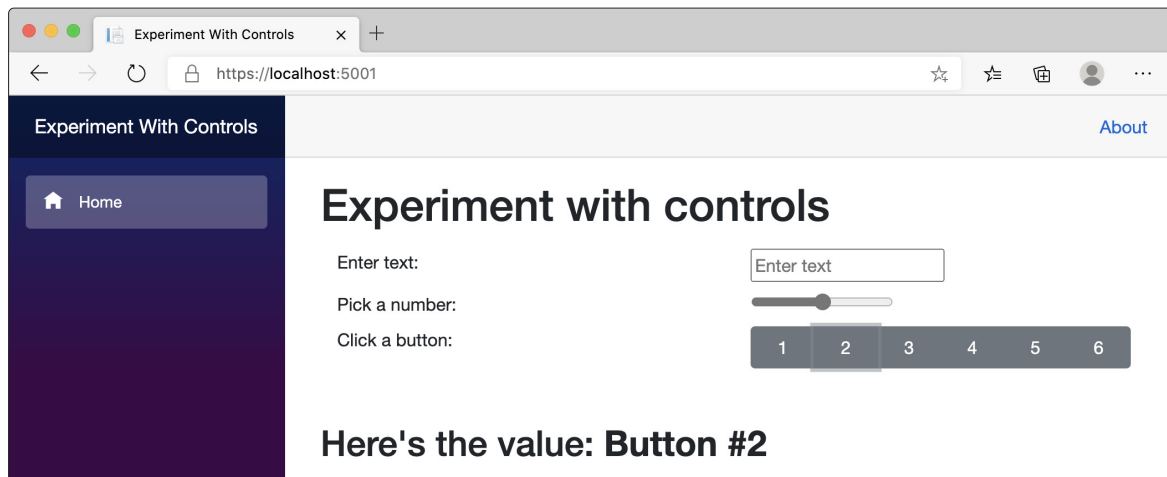 Experiment With Controls
https://localhost:5001
Experiment With Controls
About
Home
Experiment with controls
Enter text:
Enter text
Pick a number:
Click a button:
1 2 3 4 5 6
Here's the value: Button #2